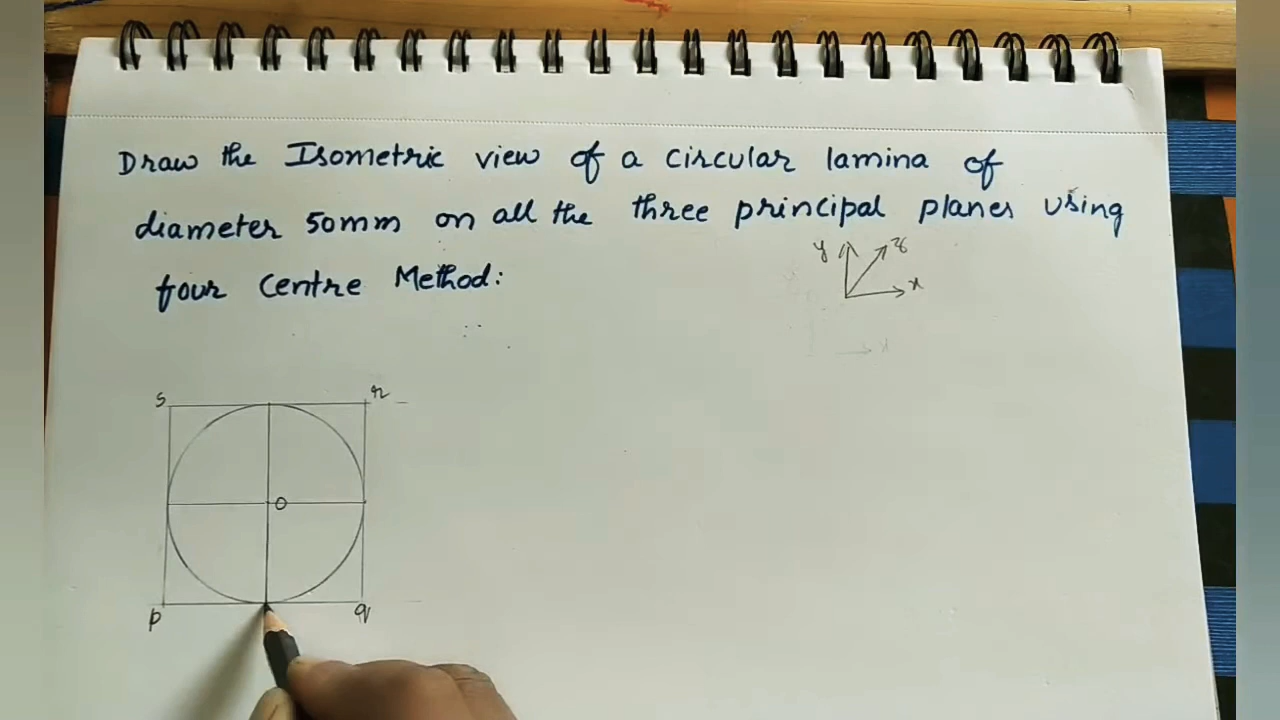 Draw the Isometric view of a circular lamina of
diameter 50mm on all the three principal planes using
four Centre Method:
y z
x
s r
O
p q